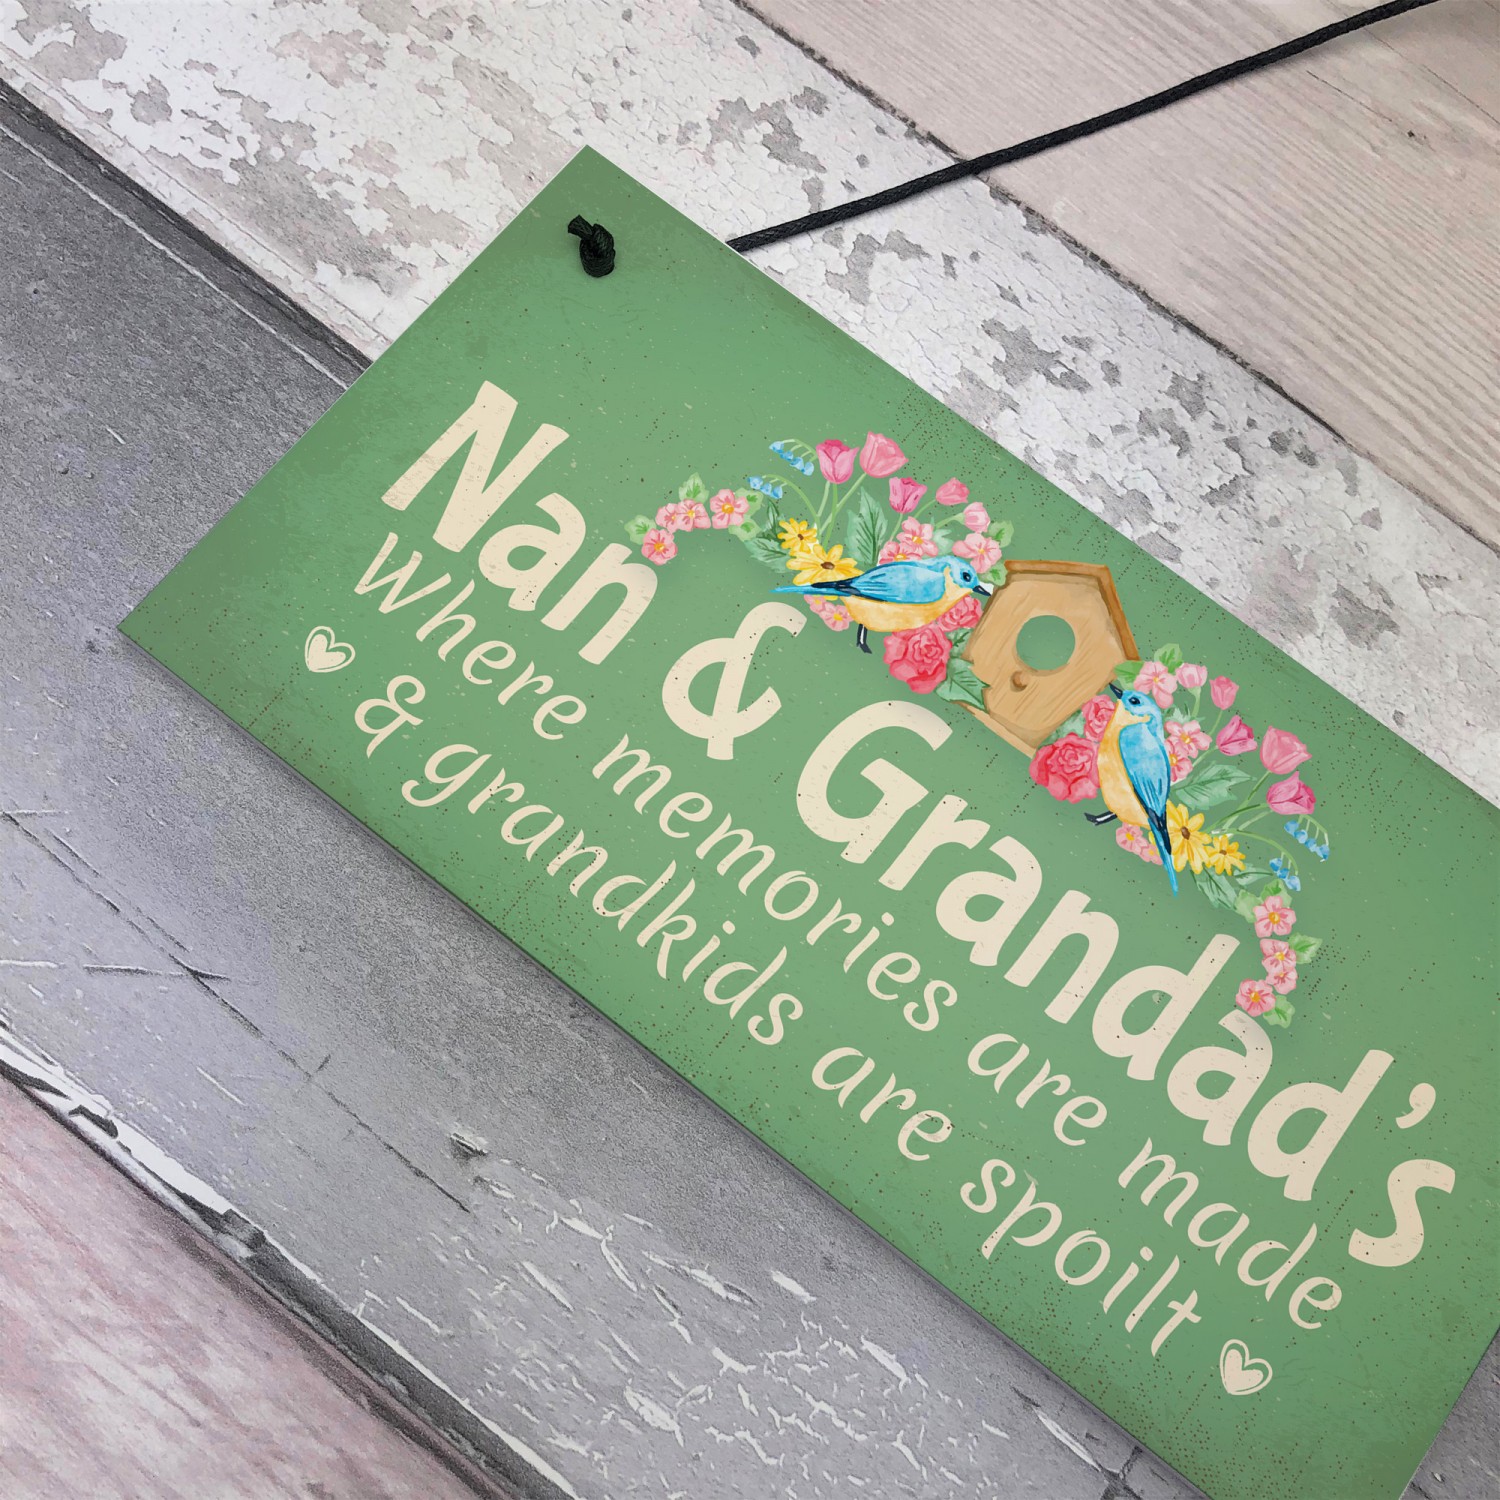 Nan & Grandad's
Where memories are made
& grandkids are spoilt